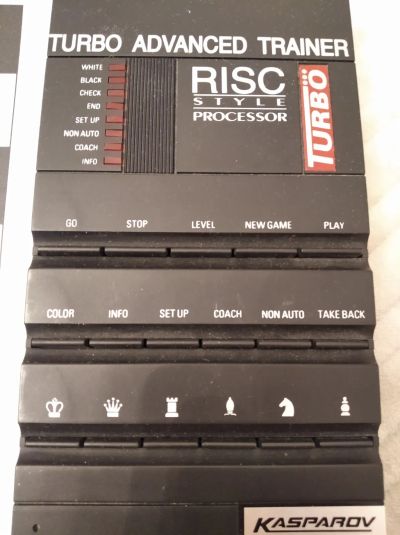 TURBO ADVANCED TRAINER
WHITE
BLACK
CHECK
END
SET UP
NON AUTO
COACH
INFO
RISC
STYLE
PROCESSOR
TURBO
GO STOP LEVEL NEW GAME PLAY
COLOR INFO SET UP COACH NON AUTO TAKE BACK
KASPAROV